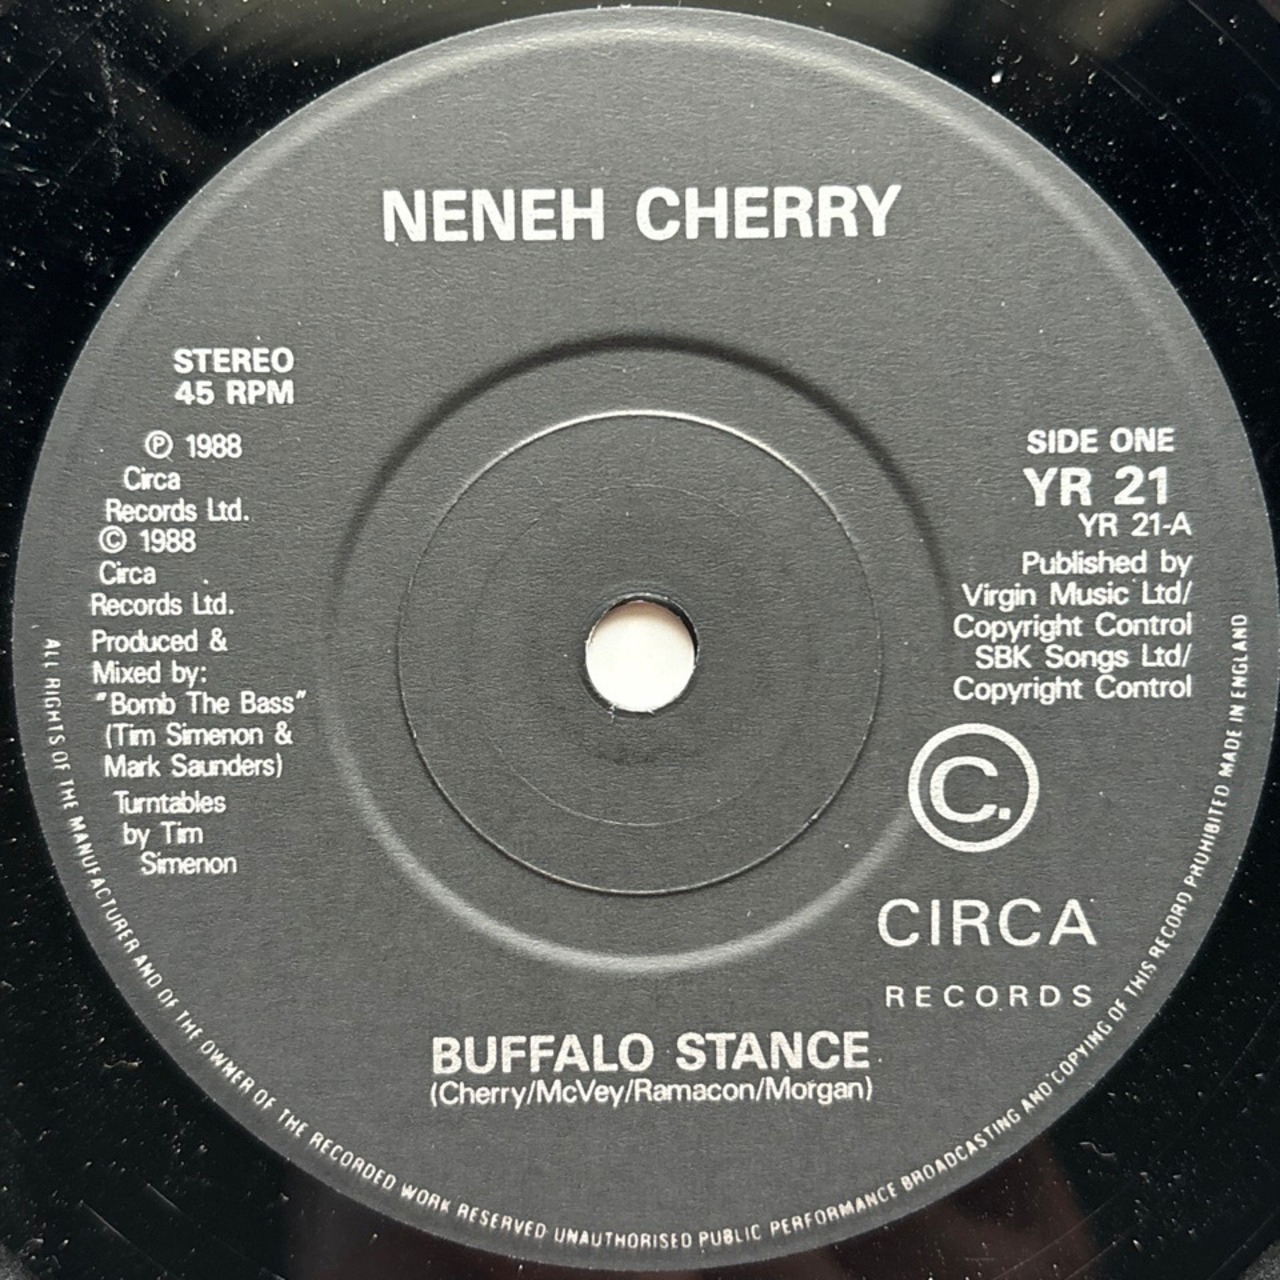 NENEH CHERRY
STEREO
45 RPM
℗ 1988
Circa
Records Ltd.
© 1988
Circa
Records Ltd.
Produced &
Mixed by:
"Bomb The Bass"
(Tim Simenon &
Mark Saunders)
Turntables
by Tim
Simenon
SIDE ONE
YR 21
YR 21-A
Published by
Virgin Music Ltd/
Copyright Control
SBK Songs Ltd/
Copyright Control
C.
CIRCA
RECORDS
BUFFALO STANCE
(Cherry/McVey/Ramacon/Morgan)
ALL RIGHTS OF THE MANUFACTURER AND OF THE OWNER OF THE RECORDED WORK RESERVED UNAUTHORISED PUBLIC PERFORMANCE BROADCASTING AND COPYING OF THIS RECORD PROHIBITED MADE IN ENGLAND